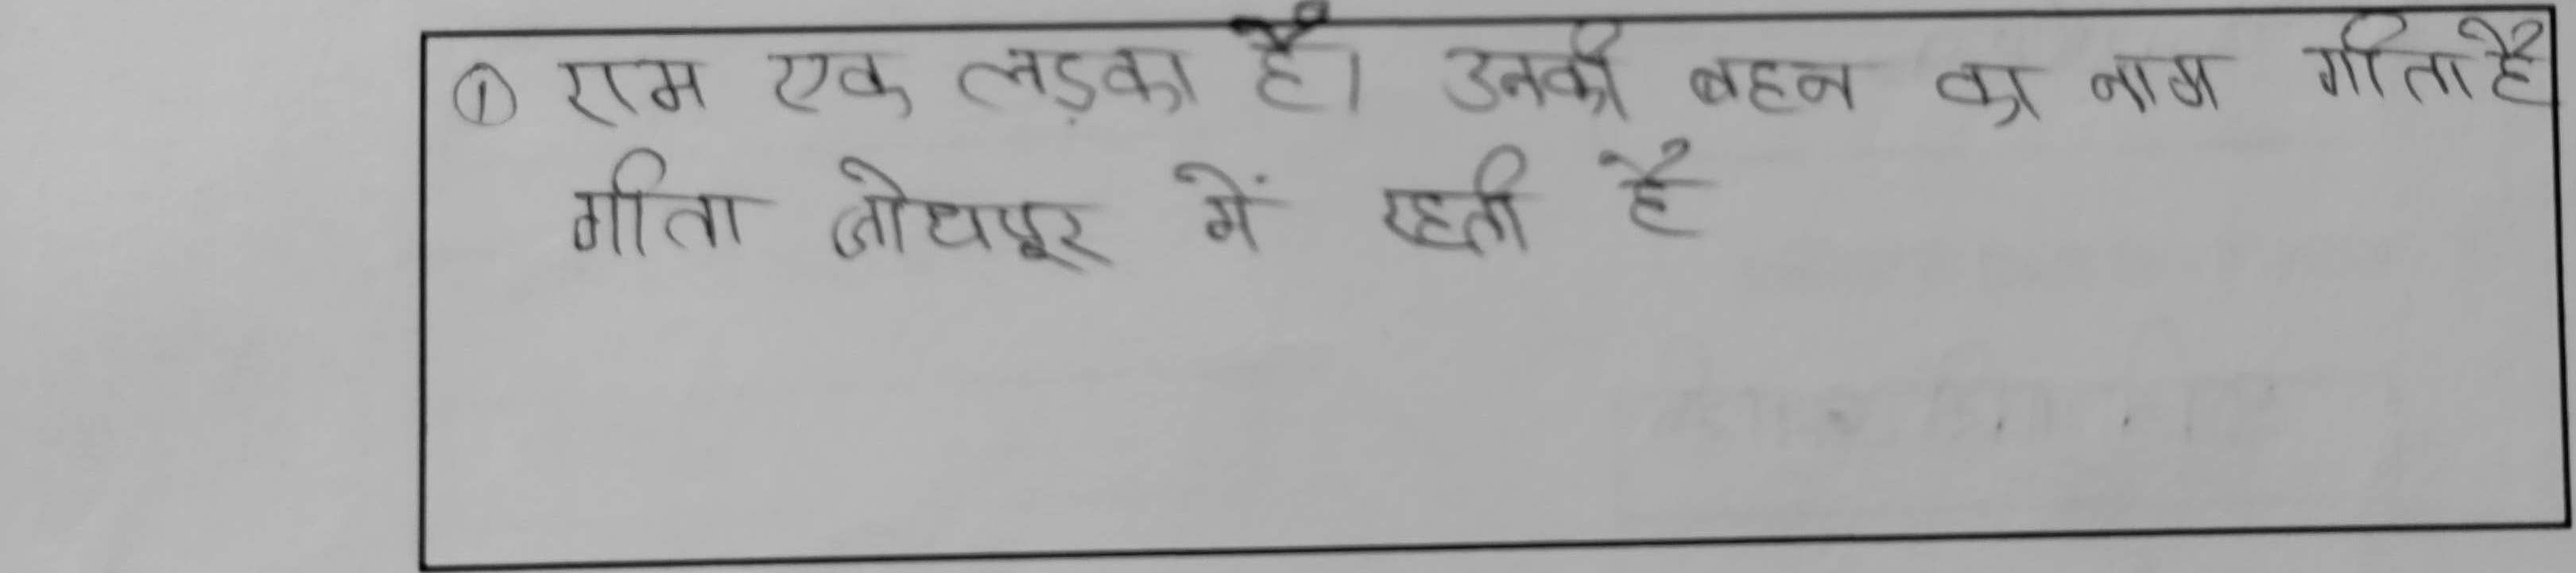 ① राम एक लड़का है। उनकी बहन का नाम गीता है
गीता जोधपूर में रहती है